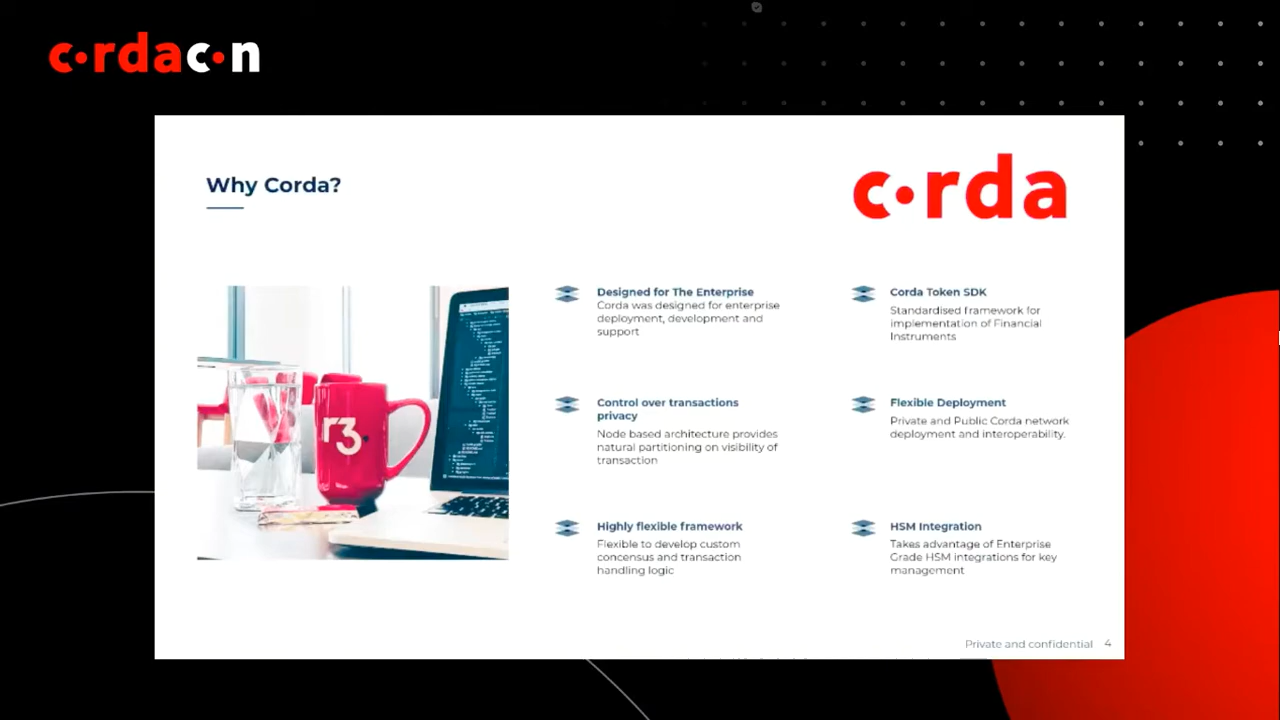 cordacon
Why Corda?
corda
r3.
Designed for The Enterprise
Corda was designed for enterprise
deployment, development and
support
Control over transactions
privacy
Node based architecture provides
natural partitioning on visibility of
transaction
Highly flexible framework
Flexible to develop custom
concensus and transaction
handling logic
Corda Token SDK
Standardised framework for
implementation of Financial
Instruments
Flexible Deployment
Private and Public Corda network
deployment and interoperability.
HSM Integration
Takes advantage of Enterprise
Grade HSM integrations for key
management
Private and confidential 4